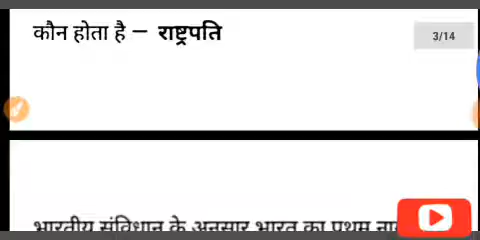 कौन होता है – राष्ट्रपति
3/14
भारतीय संविधान के अनुसार भारत का प्रथम